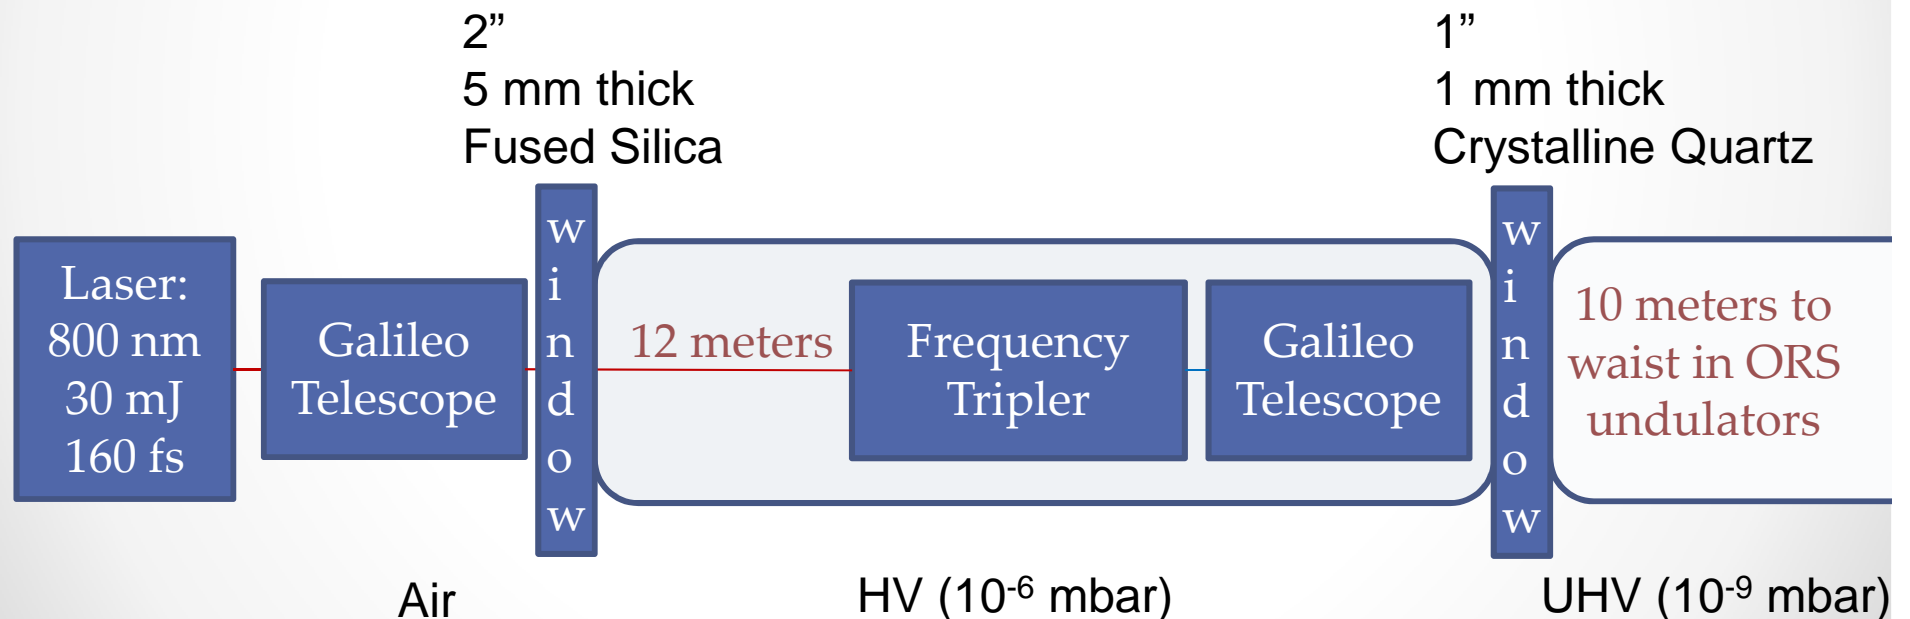 2”
5 mm thick
Fused Silica
1”
1 mm thick
Crystalline Quartz
Laser:
800 nm
30 mJ
160 fs
Galileo
Telescope
window
12 meters
Frequency
Tripler
Galileo
Telescope
window
10 meters to
waist in ORS
undulators
Air
HV (10-6 mbar)
UHV (10-9 mbar)